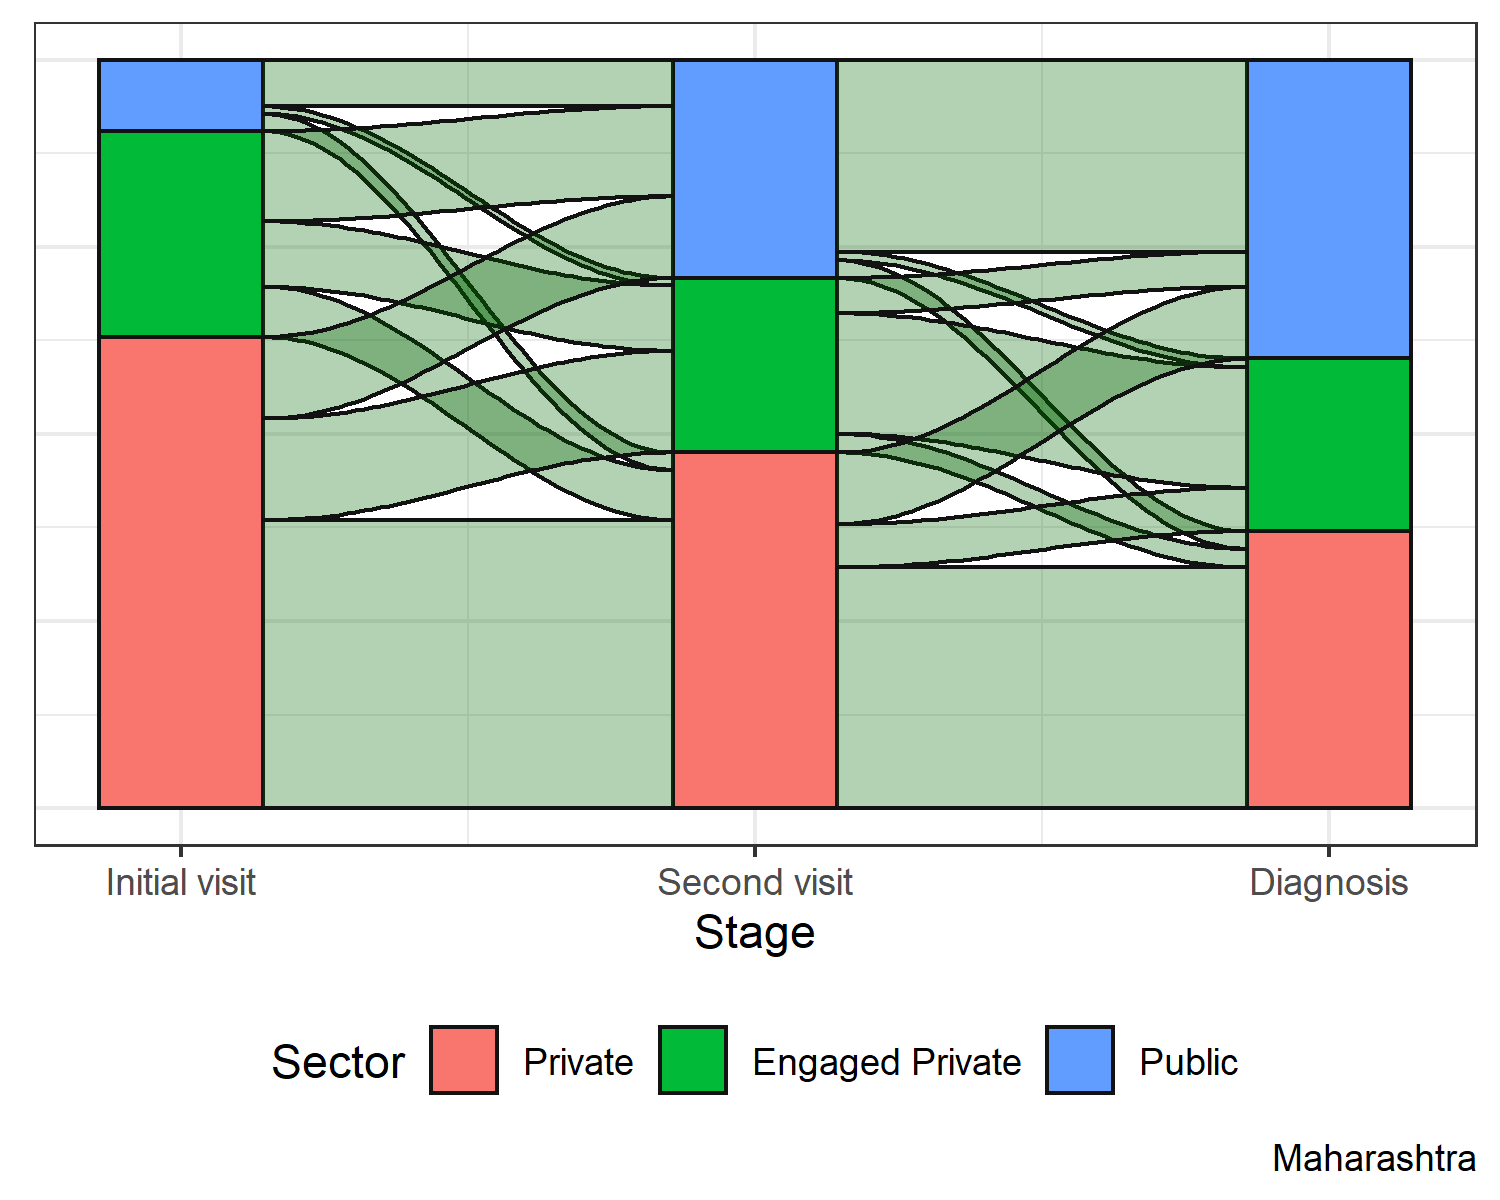 Initial visit Second visit Diagnosis
Stage
Sector Private Engaged Private Public
Maharashtra